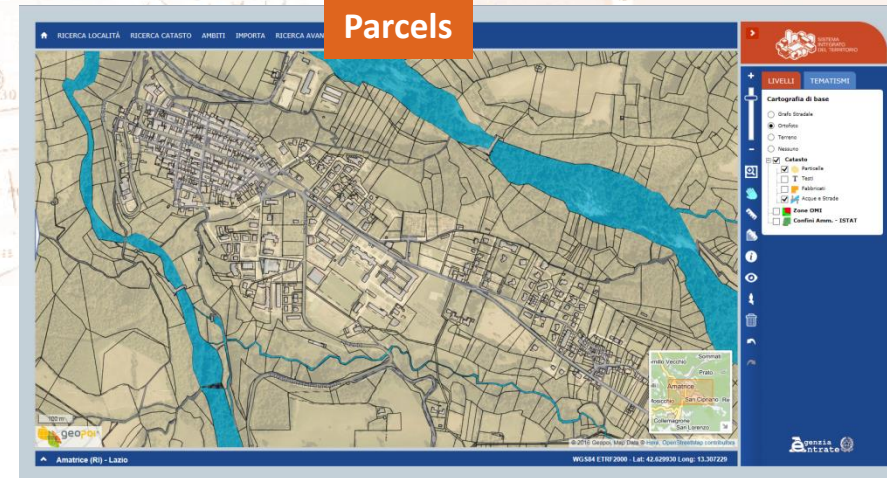 Parcels
RICERCA LOCALITÀ RICERCA CATASTO AMBITI IMPORTA RICERCA AVAN
SISTEMA
INTEGRATO
DEL TERRITORIO
LIVELLI TEMATISMI
Cartografia di base
Grafo Stradale
Ortofoto
Terreno
Nessuno
Catasto
Particelle
T Testi
Fabbricati
Acque e Strade
Zone OMI
Confini Amm. - ISTAT
Sommati
Vecchio
Prato
Amatrice
San Cipriano
Collemagrone
San Lorenzo
100 m
geopoi
© 2016 Geopoi, Map Data © Here, OpenStreetMap contributors
Agenzia
Entrate
Amatrice (RI) - Lazio WGS84 ETRF2000 - Lat: 42.629930 Long: 13.307229